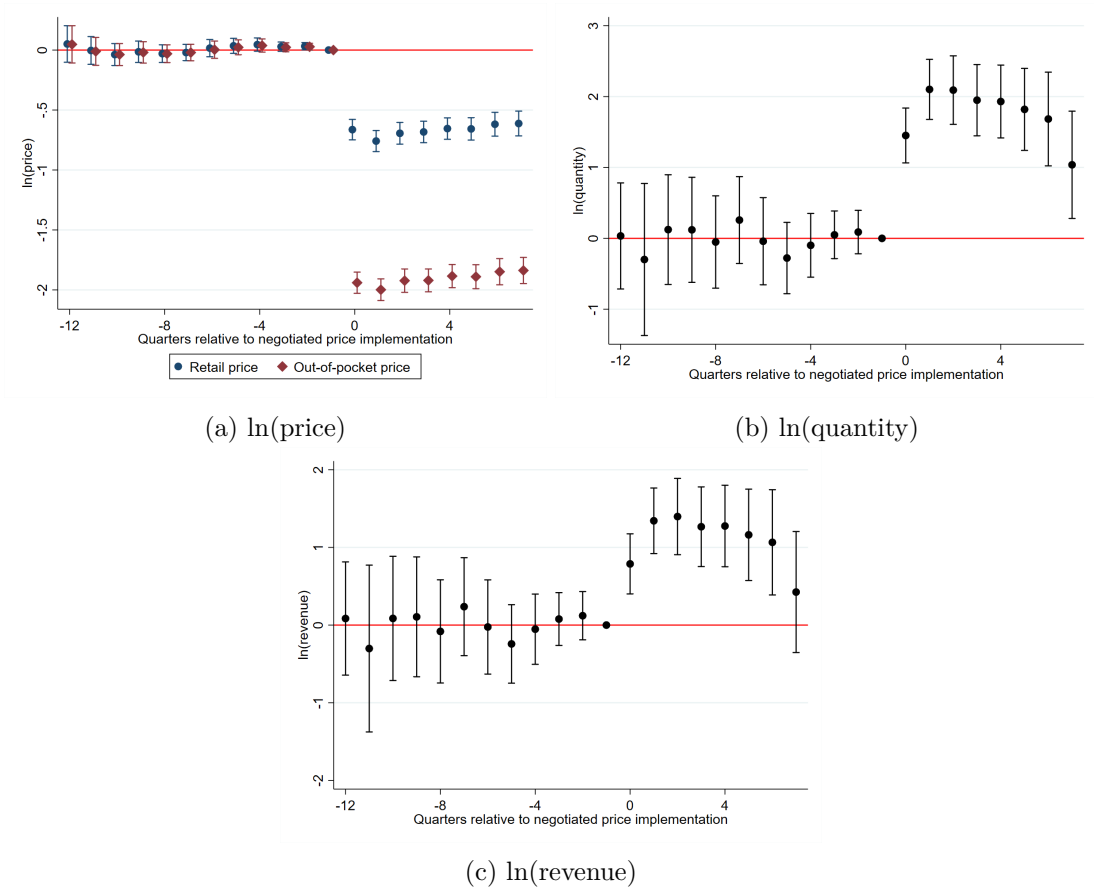 ln(price)
0
-.5
-1
-1.5
-2
-12 -8 -4 0 4
Quarters relative to negotiated price implementation
Retail price Out-of-pocket price
(a) ln(price)
ln(quantity)
3
2
1
0
-1
-12 -8 -4 0 4
Quarters relative to negotiated price implementation
(b) ln(quantity)
ln(revenue)
2
1
0
-1
-2
-12 -8 -4 0 4
Quarters relative to negotiated price implementation
(c) ln(revenue)